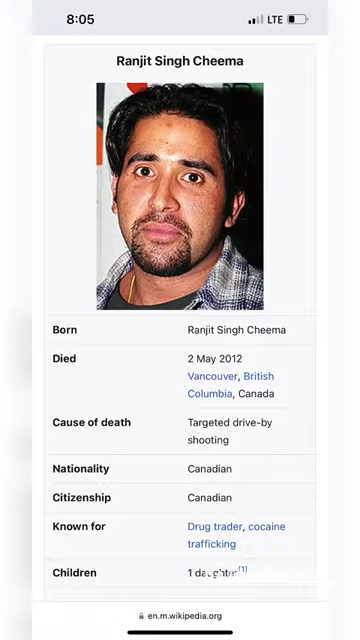 8:05
LTE
Ranjit Singh Cheema
Born Ranjit Singh Cheema
Died 2 May 2012
Vancouver, British
Columbia, Canada
Cause of death Targeted drive-by
shooting
Nationality Canadian
Citizenship Canadian
Known for Drug trader, cocaine
trafficking
Children 1 daughter[1]
en.m.wikipedia.org